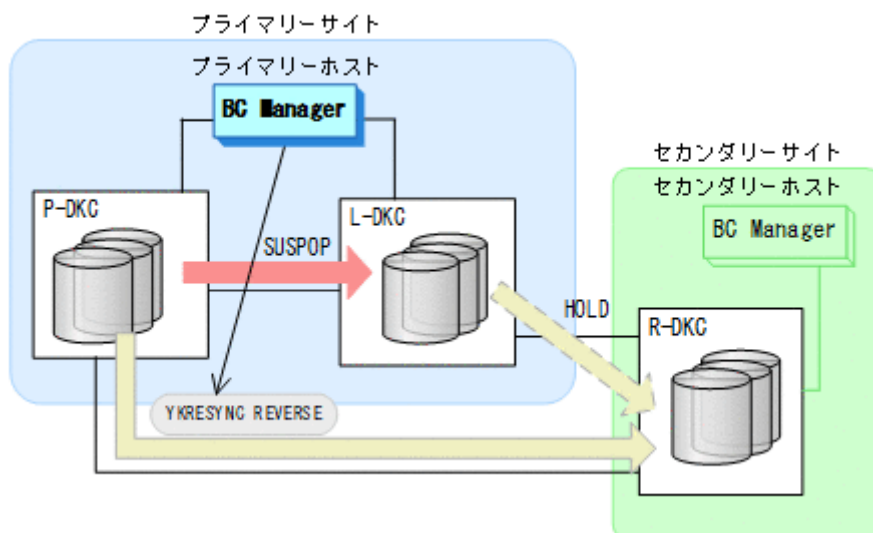 プライマリーサイト
プライマリーホスト
BC Manager
セカンダリーサイト
セカンダリーホスト
BC Manager
P-DKC
L-DKC
SUSPOP
HOLD
R-DKC
YKRESYNC REVERSE